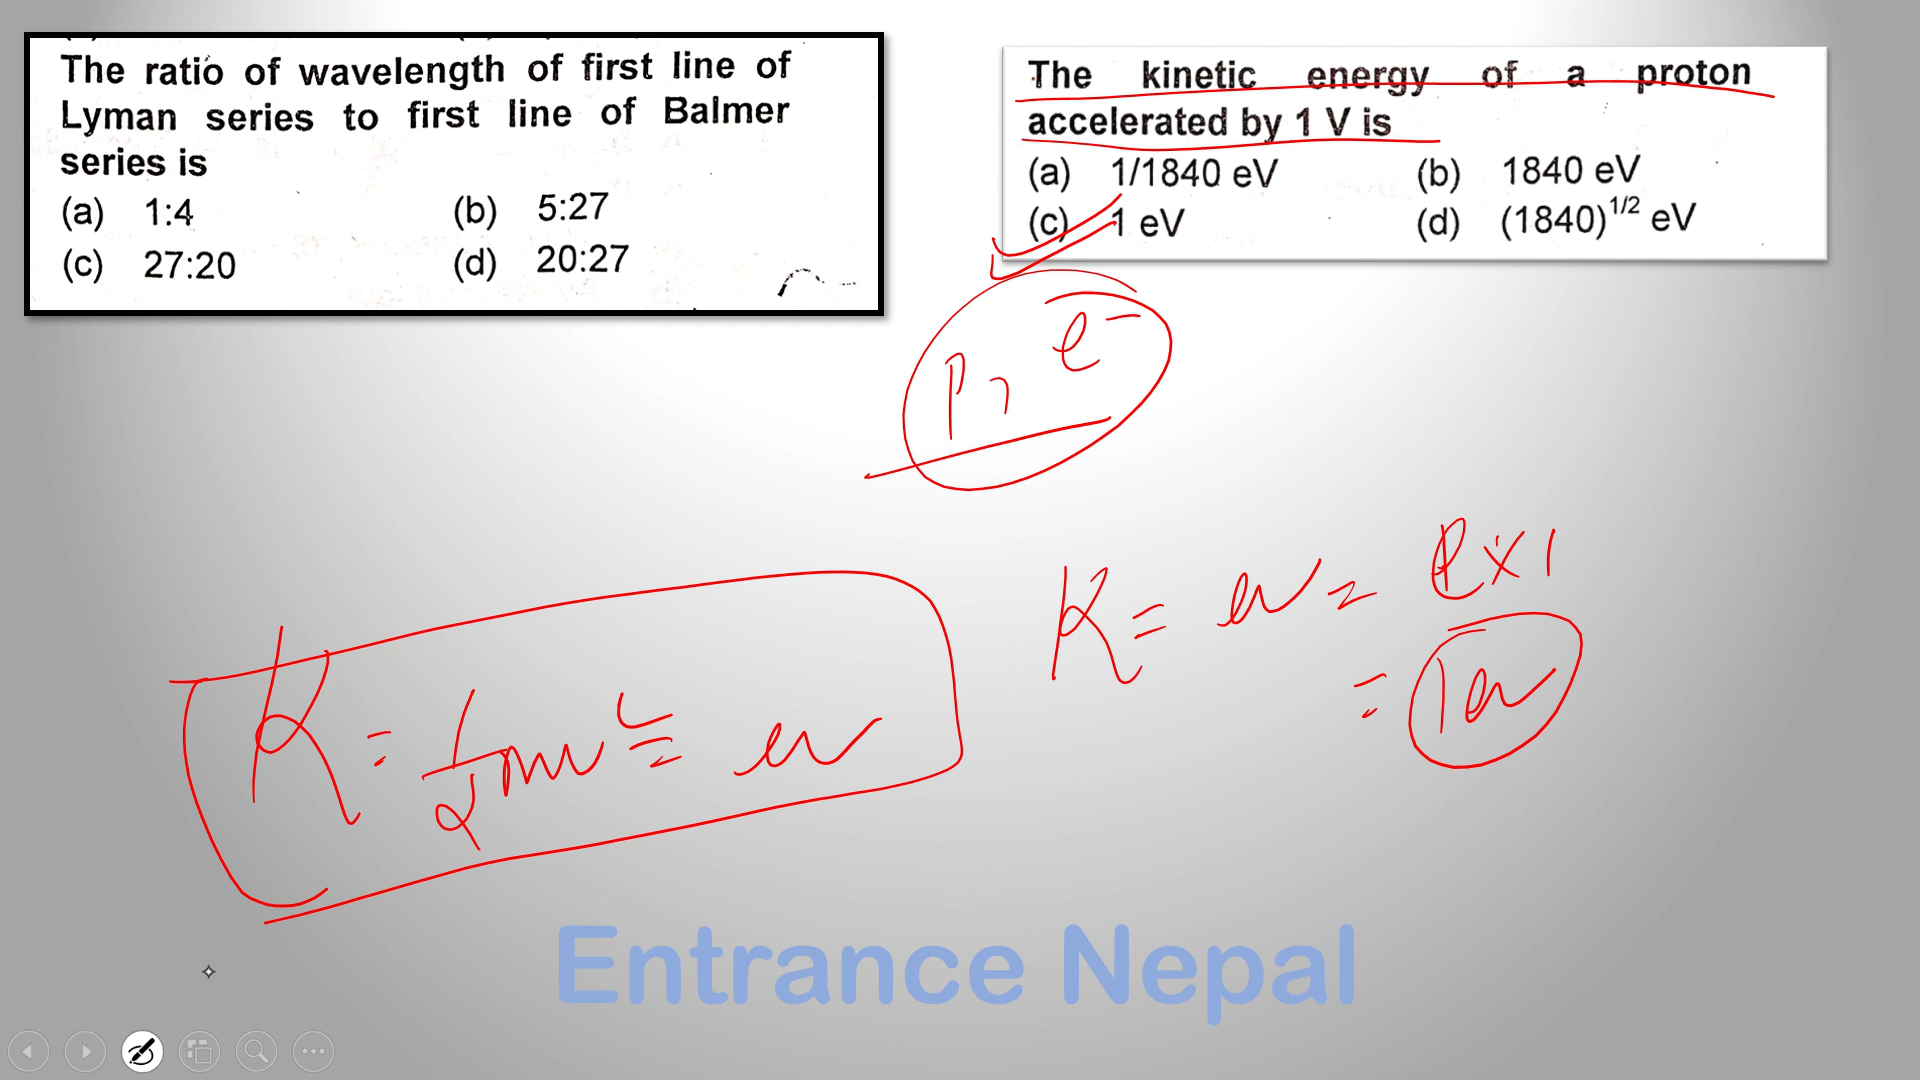 The ratio of wavelength of first line of
Lyman series to first line of Balmer
series is
(a) 1:4 (b) 5:27
(c) 27:20 (d) 20:27
The kinetic energy of a proton
accelerated by 1 V is
(a) 1/1840 eV (b) 1840 eV
(c) 1 eV (d) (1840)^1/2 eV
P, e⁻
K = ev = e×1
= 1ev
K = 1/2 mv² = ev
Entrance Nepal